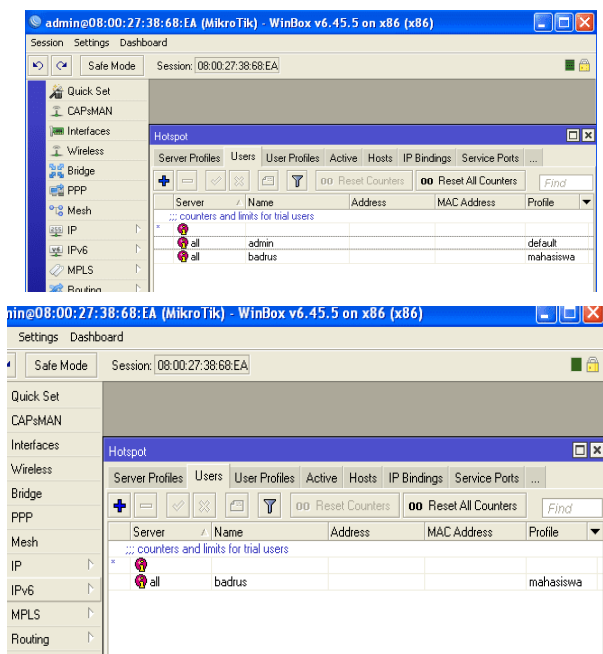 admin@08:00:27:38:68:EA (MikroTik) - WinBox v6.45.5 on x86 (x86)
Session Settings Dashboard
Safe Mode Session: 08:00:27:38:68:EA
Quick Set
CAPsMAN
Interfaces
Wireless
Bridge
PPP
Mesh
IP
IPv6
MPLS
Routing
Hotspot
Server Profiles Users User Profiles Active Hosts IP Bindings Service Ports ...
00 Reset Counters 00 Reset All Counters Find
Server / Name Address MAC Address Profile
;;; counters and limits for trial users
*
all admin default
all badrus mahasiswa
nin@08:00:27:38:68:EA (MikroTik) - WinBox v6.45.5 on x86 (x86)
Settings Dashboard
Safe Mode Session: 08:00:27:38:68:EA
Quick Set
CAPsMAN
Interfaces
Wireless
Bridge
PPP
Mesh
IP
IPv6
MPLS
Routing
Hotspot
Server Profiles Users User Profiles Active Hosts IP Bindings Service Ports ...
00 Reset Counters 00 Reset All Counters Find
Server / Name Address MAC Address Profile
;;; counters and limits for trial users
*
all badrus mahasiswa